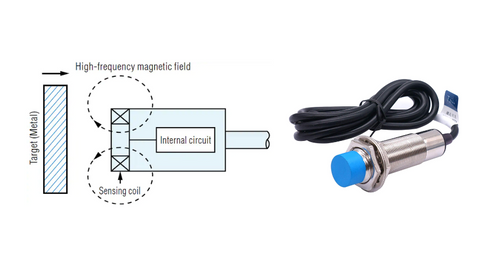 High-frequency magnetic field
Target (Metal)
Internal circuit
Sensing coil